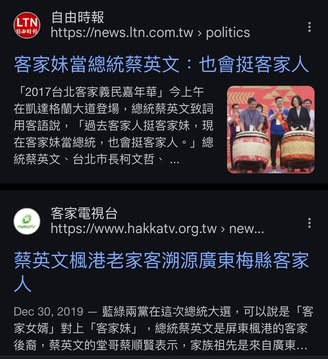 LTN
自由時報
自由時報
https://news.ltn.com.tw › politics
客家妹當總統蔡英文：也會挺客家人
「2017台北客家義民嘉年華」今上午
在凱達格蘭大道登場，總統蔡英文致詞
用客語說，「過去客家人挺客家妹，現
在客家妹當總統，也會挺客家人。」總
統蔡英文、台北市長柯文哲、 ...
客家電視台
https://www.hakkatv.org.tw › new...
蔡英文楓港老家客溯源廣東梅縣客家
人
Dec 30, 2019 — 藍綠兩黨在這次總統大選，可以說是「客
家女婿」對上「客家妹」，總統蔡英文是屏東楓港的客家
後裔，蔡英文的堂哥蔡順賢表示，家族祖先是來自廣東...